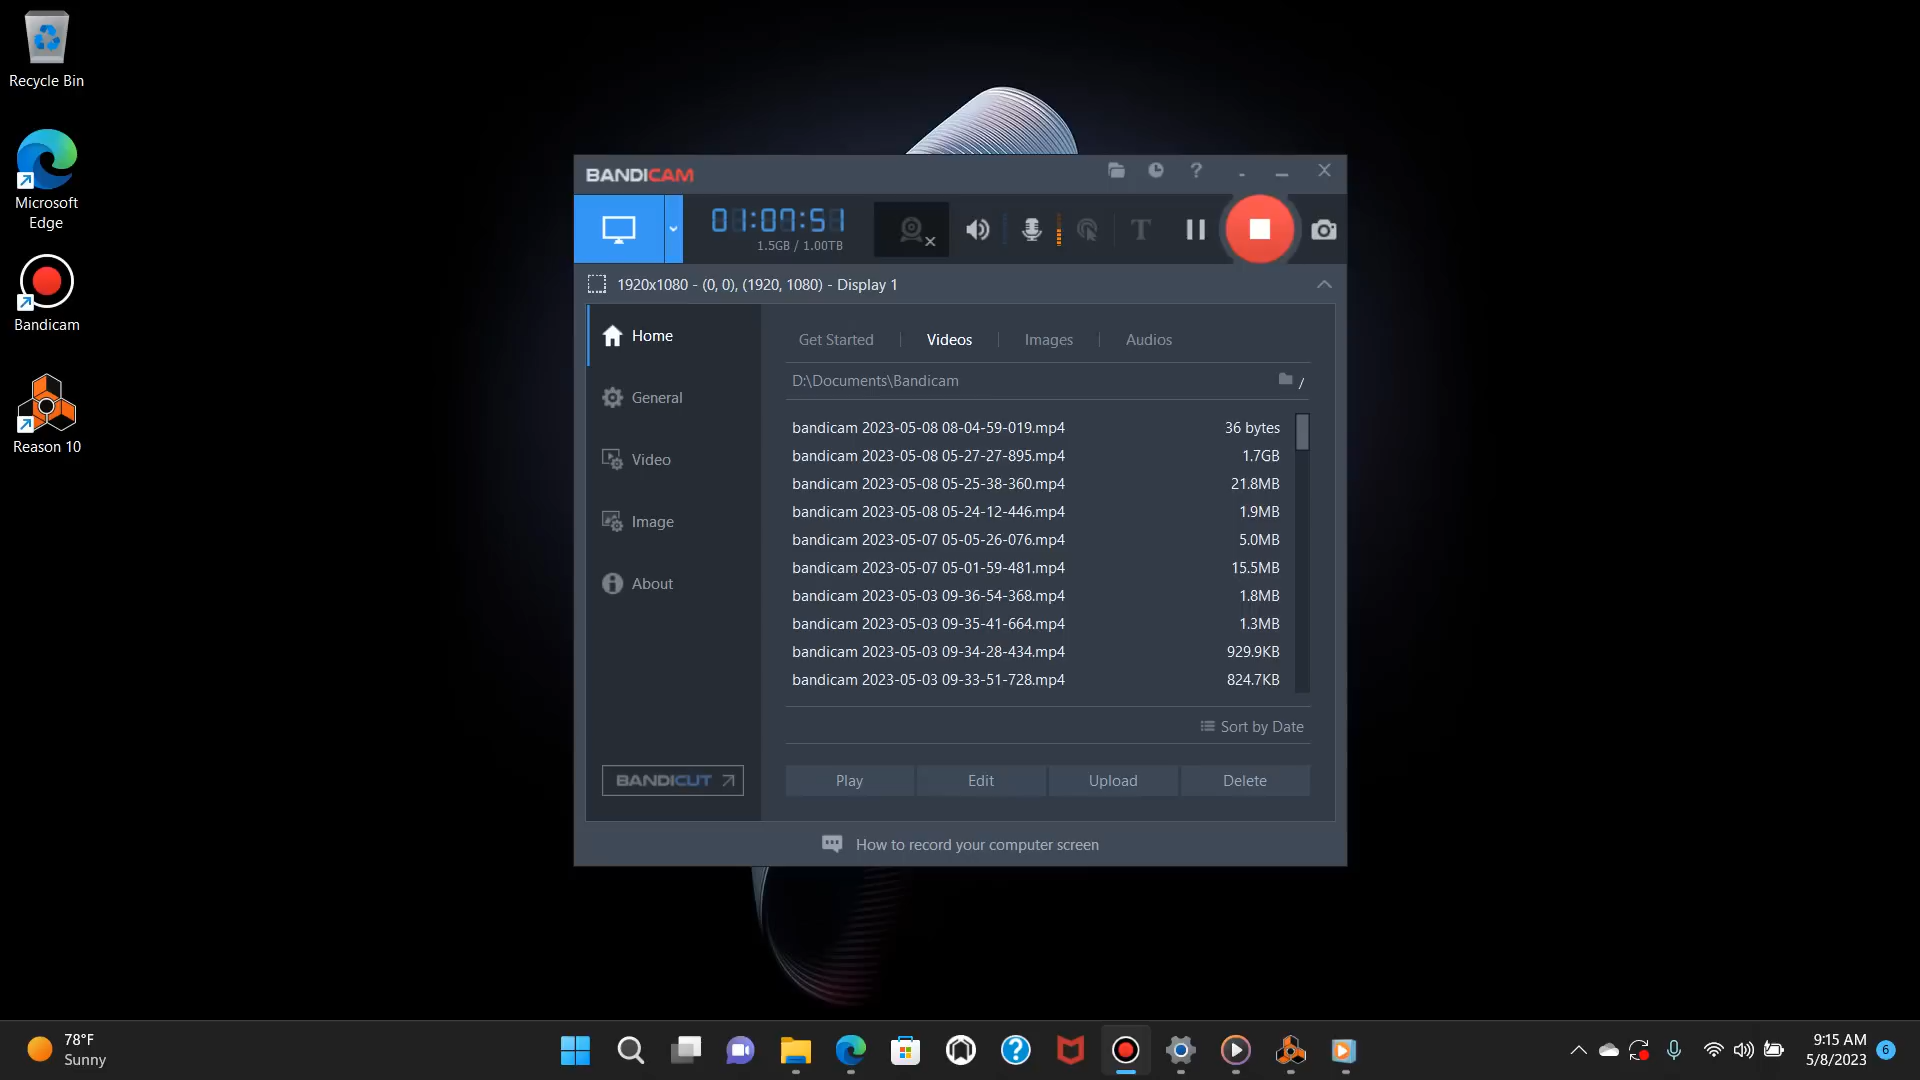 Recycle Bin
Microsoft
Edge
Bandicam
Reason 10
BANDICAM
01:07:51
1.5GB / 1.00TB
T
1920x1080 - (0, 0), (1920, 1080) - Display 1
Home
General
Video
Image
About
BANDICUT
Get Started
Videos
Images
Audios
D:\Documents\Bandicam
/
bandicam 2023-05-08 08-04-59-019.mp4 36 bytes
bandicam 2023-05-08 05-27-27-895.mp4 1.7GB
bandicam 2023-05-08 05-25-38-360.mp4 21.8MB
bandicam 2023-05-08 05-24-12-446.mp4 1.9MB
bandicam 2023-05-07 05-05-26-076.mp4 5.0MB
bandicam 2023-05-07 05-01-59-481.mp4 15.5MB
bandicam 2023-05-03 09-36-54-368.mp4 1.8MB
bandicam 2023-05-03 09-35-41-664.mp4 1.3MB
bandicam 2023-05-03 09-34-28-434.mp4 929.9KB
bandicam 2023-05-03 09-33-51-728.mp4 824.7KB
Sort by Date
Play
Edit
Upload
Delete
How to record your computer screen
78°F
Sunny
9:15 AM
5/8/2023
6